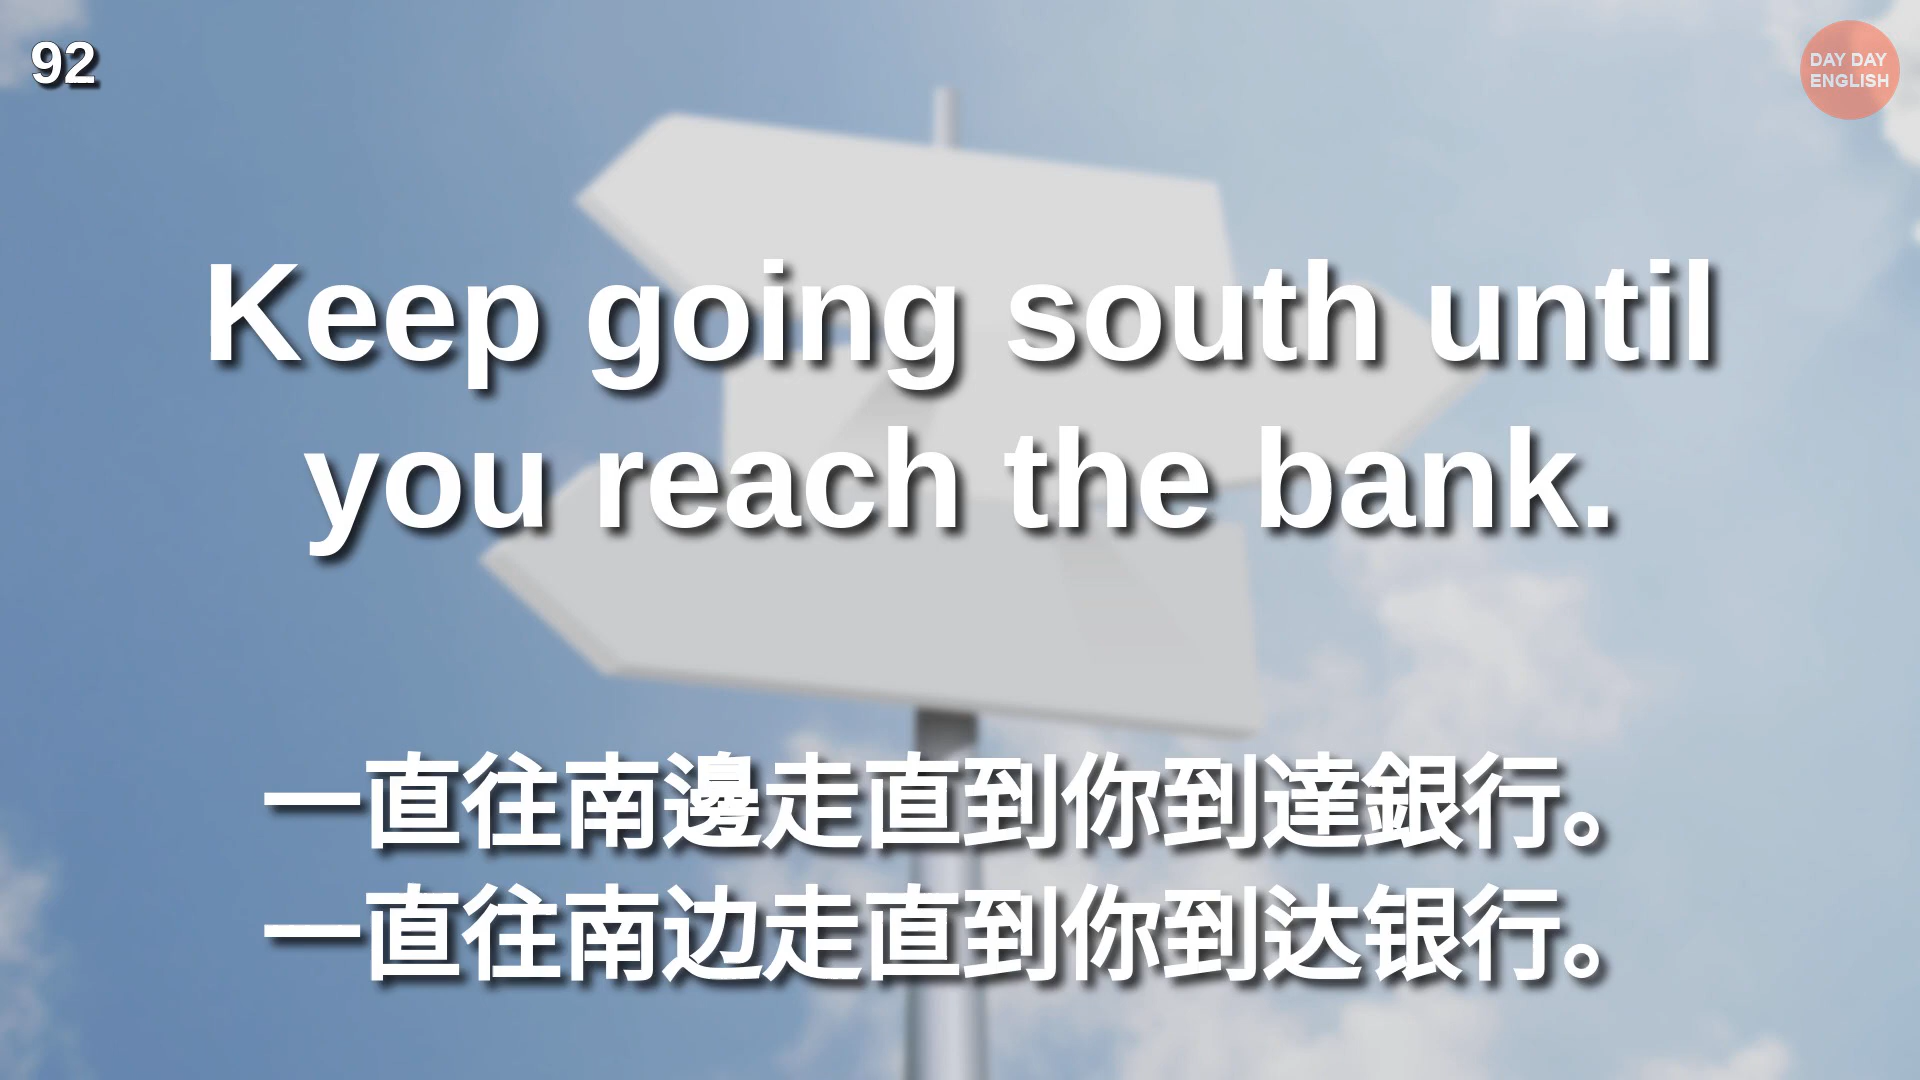 92
DAY DAY
ENGLISH
Keep going south until
you reach the bank.
一直往南邊走直到你到達銀行。
一直往南边走直到你到达银行。